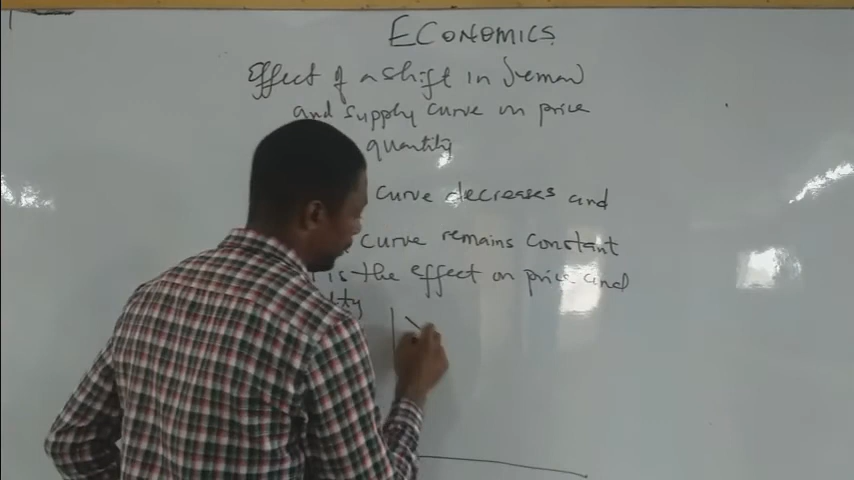 ECONOMICS
Effect of a shift in demand
and supply curve on price
quantity
curve decreases and
curve remains constant
is the effect on price and